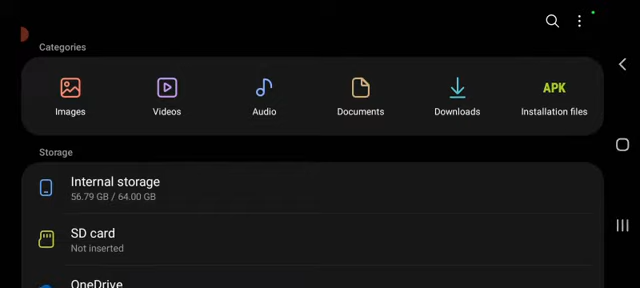 Categories
Images
Videos
Audio
Documents
Downloads
APK
Installation files
Storage
Internal storage
56.79 GB / 64.00 GB
SD card
Not inserted
OneDrive